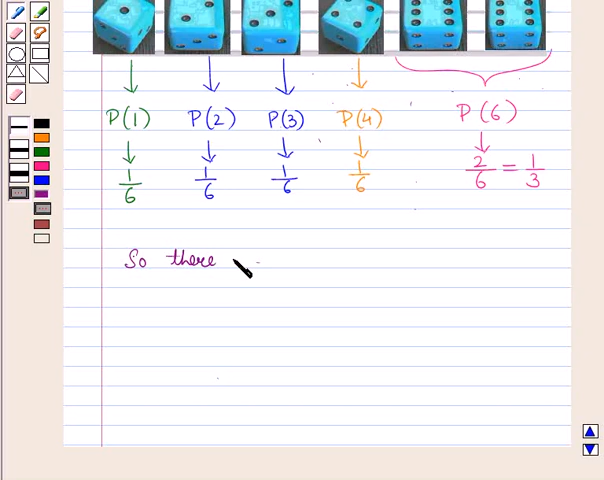 P(1) P(2) P(3) P(4) P(6)
1/6 1/6 1/6 1/6 2/6 = 1/3
So there